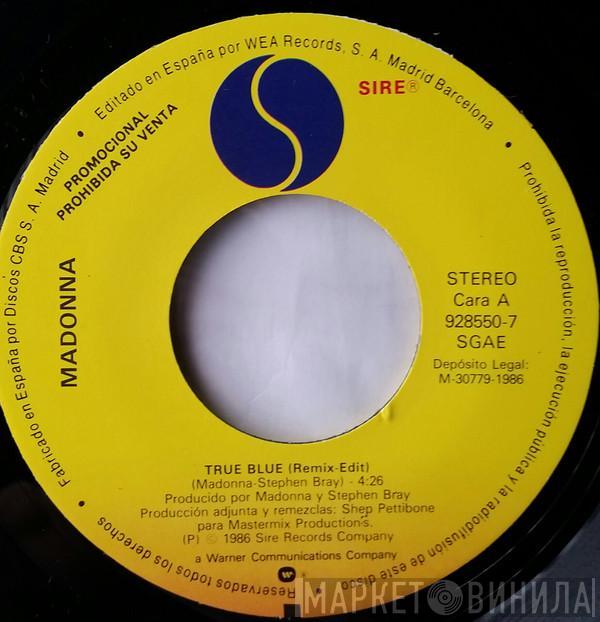 • Editado en España por WEA Records, S. A. Madrid Barcelona •
Prohibida la reproducción, la ejecución pública y la radiodifusión de este disco
Reservados todos los derechos •
Fabricado en España por Discos CBS S. A. Madrid
PROMOCIONAL
PROHIBIDA SU VENTA
SIRE®
MADONNA
STEREO
Cara A
928550-7
SGAE
Depósito Legal:
M-30779-1986
TRUE BLUE (Remix-Edit)
(Madonna-Stephen Bray) - 4:26
Producido por Madonna y Stephen Bray
Producción adjunta y remezclas: Shep Pettibone
para Mastermix Production's.
(P) © 1986 Sire Records Company
a Warner Communications Company
МАРКЕТ ВИНИЛА